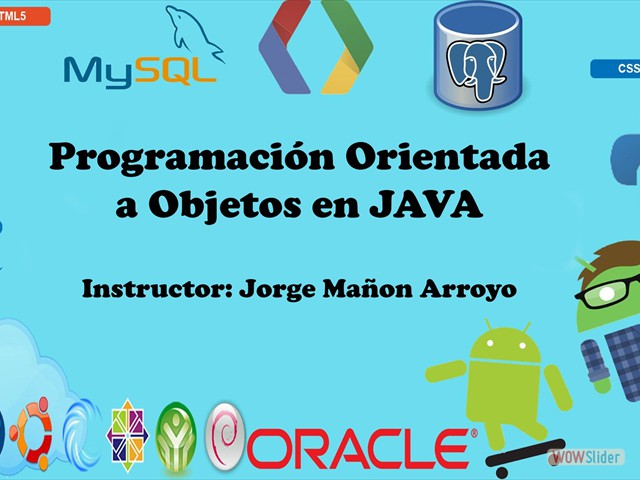 TML5
MySQL
CSS
Programación Orientada
a Objetos en JAVA
Instructor: Jorge Mañon Arroyo
ORACLE®
WOWSlider